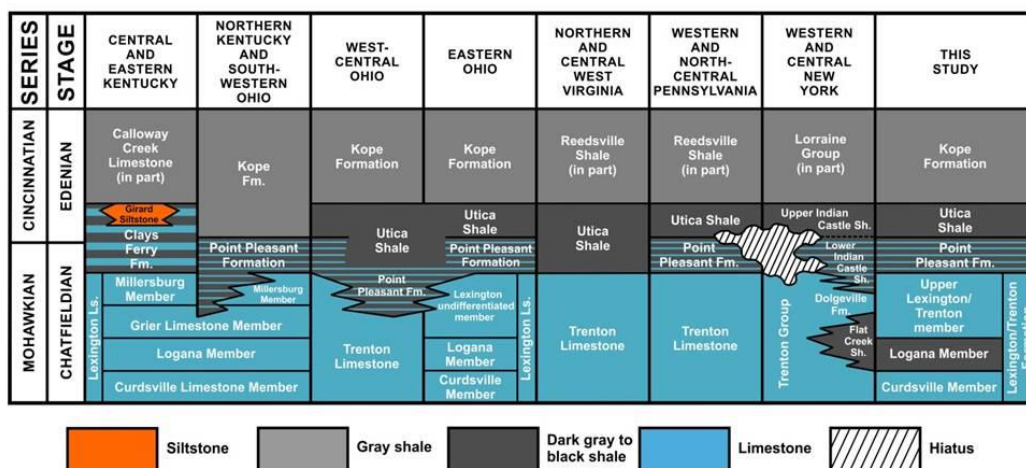 SERIES
STAGE
CENTRAL
AND
EASTERN
KENTUCKY
NORTHERN
KENTUCKY
AND
SOUTH-
WESTERN
OHIO
WEST-
CENTRAL
OHIO
EASTERN
OHIO
NORTHERN
AND
CENTRAL
WEST
VIRGINIA
WESTERN
AND
NORTH-
CENTRAL
PENNSYLVANIA
WESTERN
AND
CENTRAL
NEW
YORK
THIS
STUDY
CINCINNATIAN
EDENIAN
MOHAWKIAN
CHATFIELDIAN
Calloway
Creek
Limestone
(in part)
Girard
Siltstone
Clays
Ferry
Fm.
Millersburg
Member
Lexington Ls.
Grier Limestone Member
Logana Member
Curdsville Limestone Member
Kope
Fm.
Point Pleasant
Formation
Millersburg
Member
Kope
Formation
Utica
Shale
Point
Pleasant Fm.
Trenton
Limestone
Kope
Formation
Utica
Shale
Point Pleasant
Formation
Lexington
undifferentiated
member
Logana
Member
Curdsville
Member
Lexington Ls.
Reedsville
Shale
(in part)
Utica
Shale
Trenton
Limestone
Reedsville
Shale
(in part)
Utica Shale
Point
Pleasant Fm.
Trenton
Limestone
Lorraine
Group
(in part)
Upper Indian
Castle Sh.
Lower
Indian
Castle
Sh.
Dolgeville
Fm.
Flat
Creek
Sh.
Trenton Group
Kope
Formation
Utica
Shale
Point
Pleasant Fm.
Upper
Lexington/
Trenton
member
Logana Member
Curdsville Member
Lexington/Trenton
Siltstone
Gray shale
Dark gray to
black shale
Limestone
Hiatus